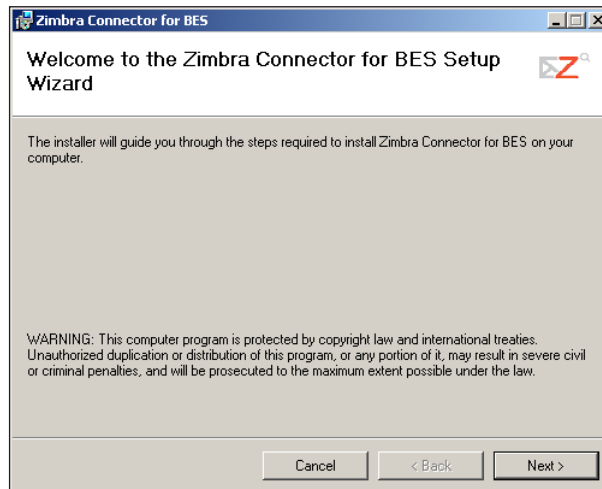 Zimbra Connector for BES
Welcome to the Zimbra Connector for BES Setup
Wizard
The installer will guide you through the steps required to install Zimbra Connector for BES on your
computer.
WARNING: This computer program is protected by copyright law and international treaties.
Unauthorized duplication or distribution of this program, or any portion of it, may result in severe civil
or criminal penalties, and will be prosecuted to the maximum extent possible under the law.
Cancel
< Back
Next >